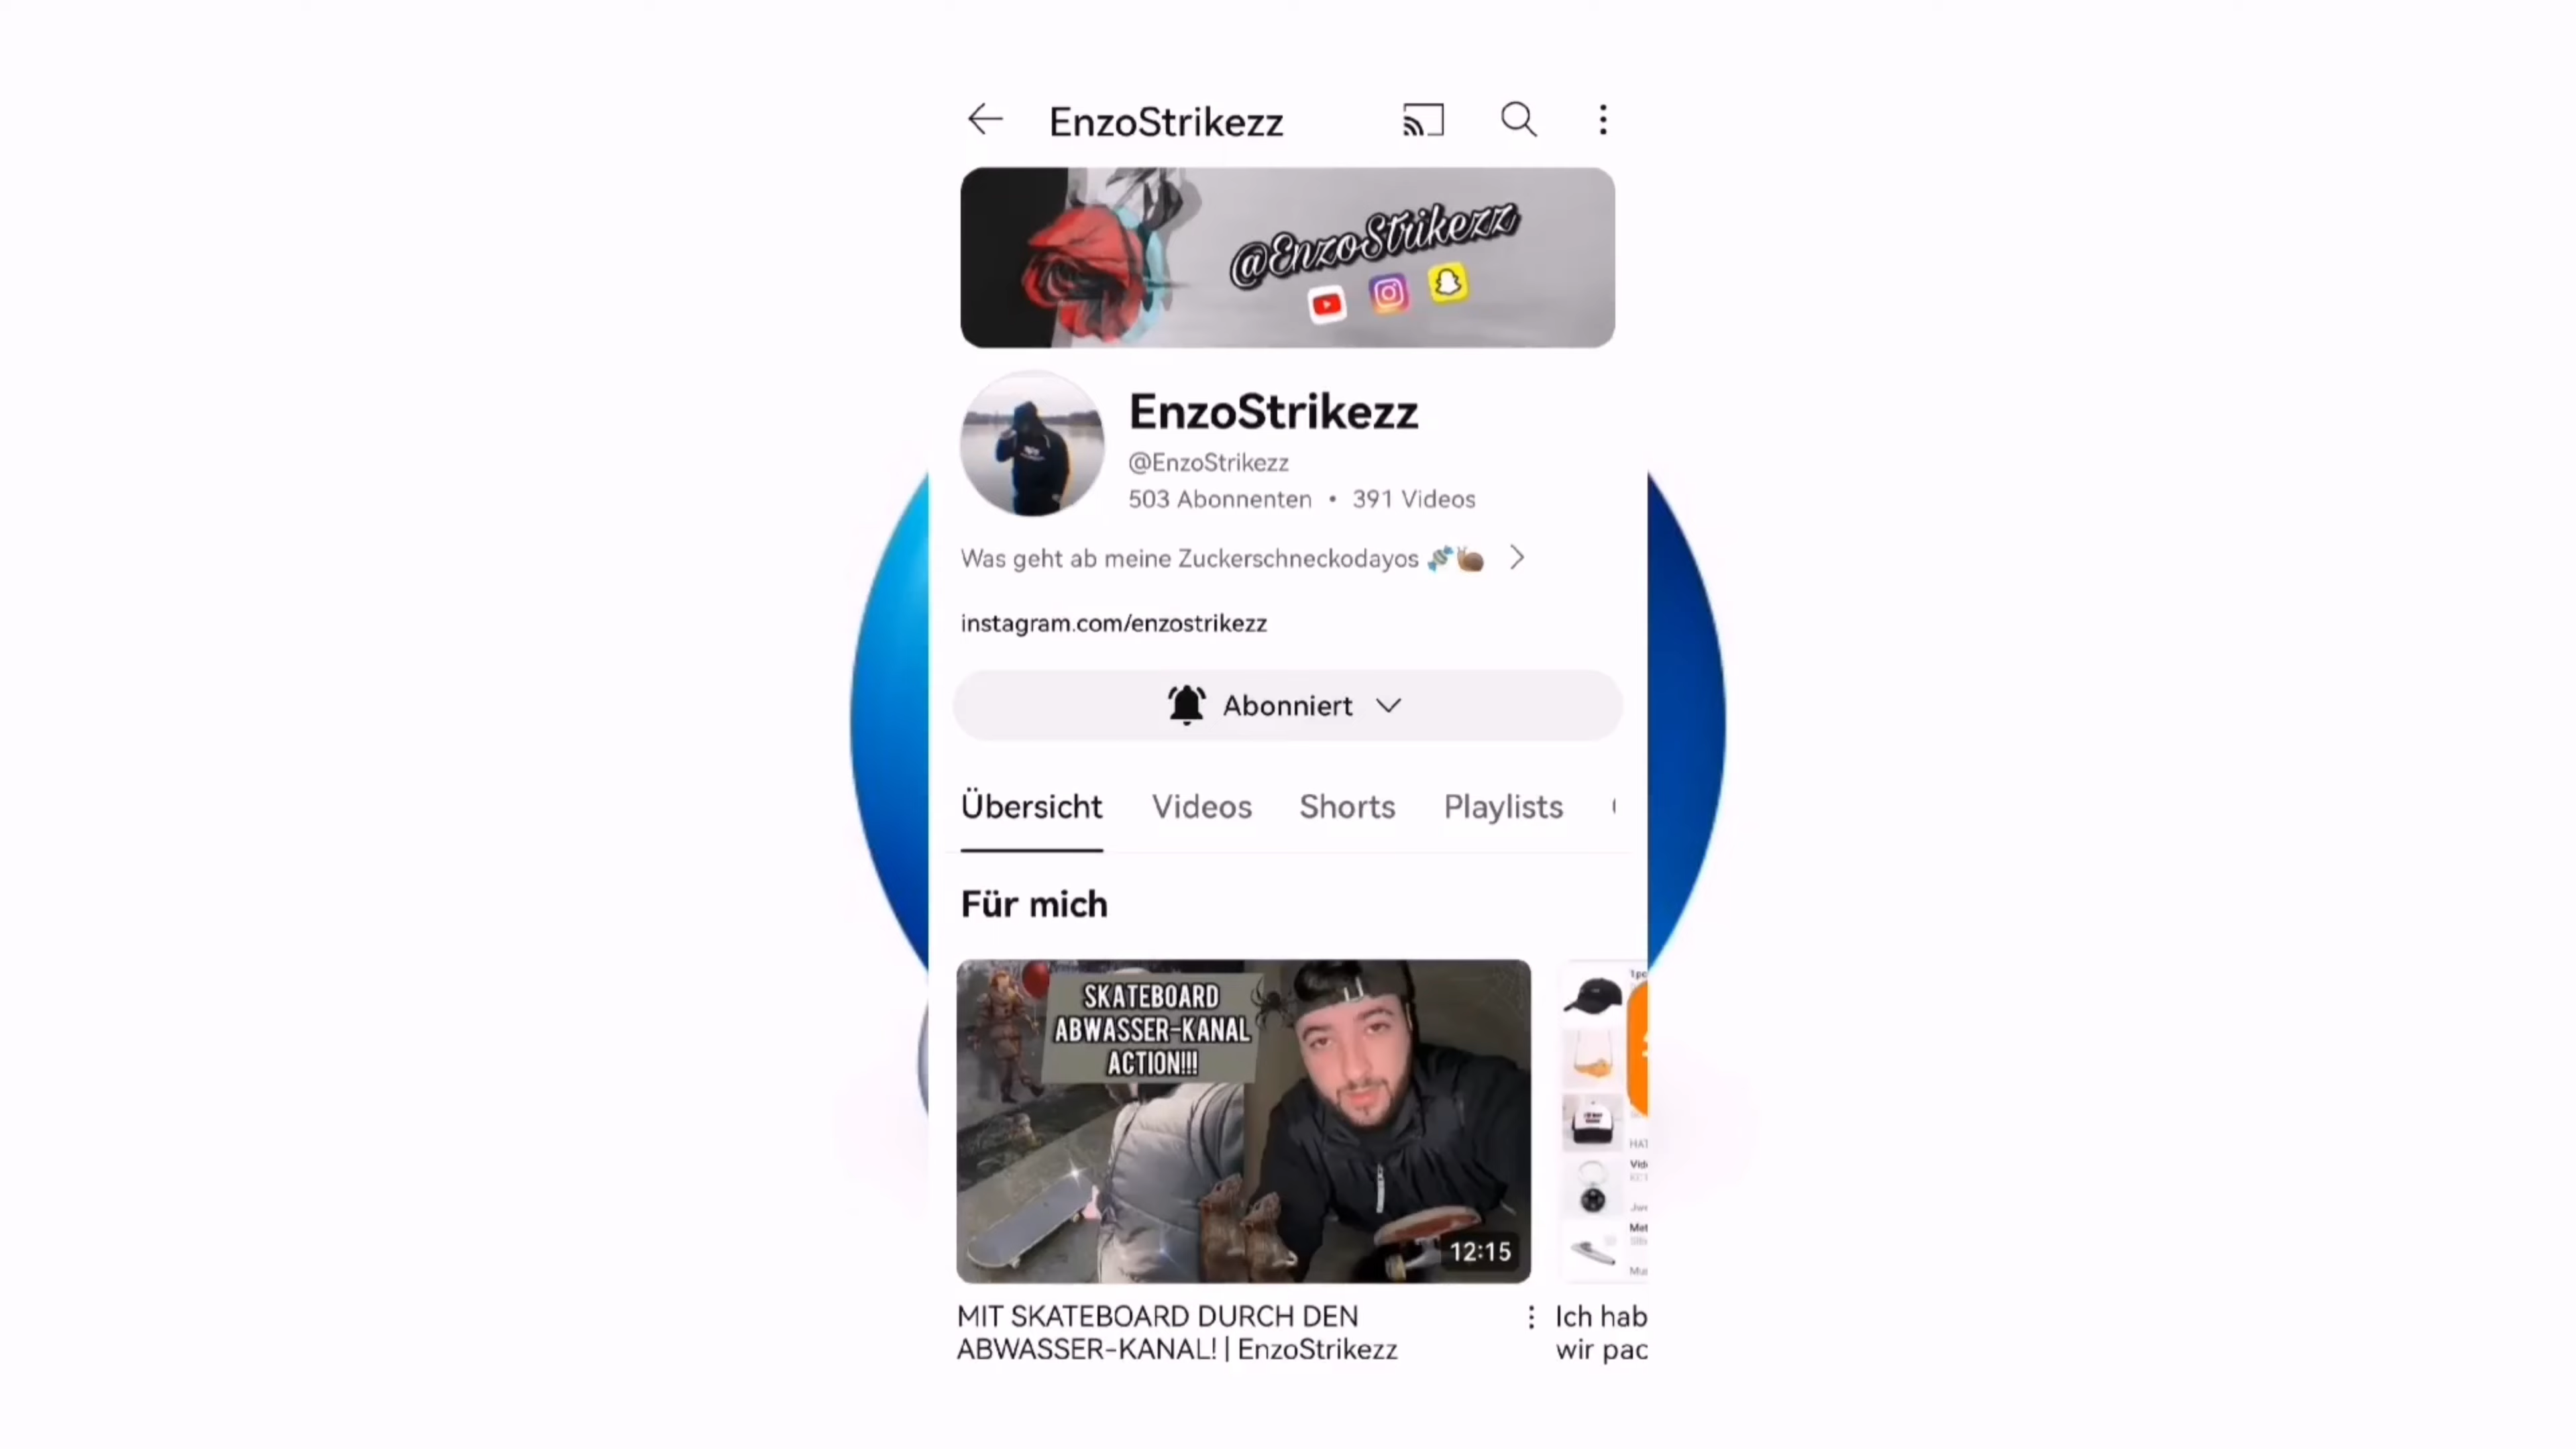 EnzoStrikezz
@EnzoStrikezz
EnzoStrikezz
@EnzoStrikezz
503 Abonnenten • 391 Videos
Was geht ab meine Zuckerschneckodayos 🍬🐌
instagram.com/enzostrikezz
Abonniert
Übersicht Videos Shorts Playlists
Für mich
SKATEBOARD
ABWASSER-KANAL
ACTION!!!
12:15
MIT SKATEBOARD DURCH DEN
ABWASSER-KANAL! | EnzoStrikezz
Ich hab
wir pac